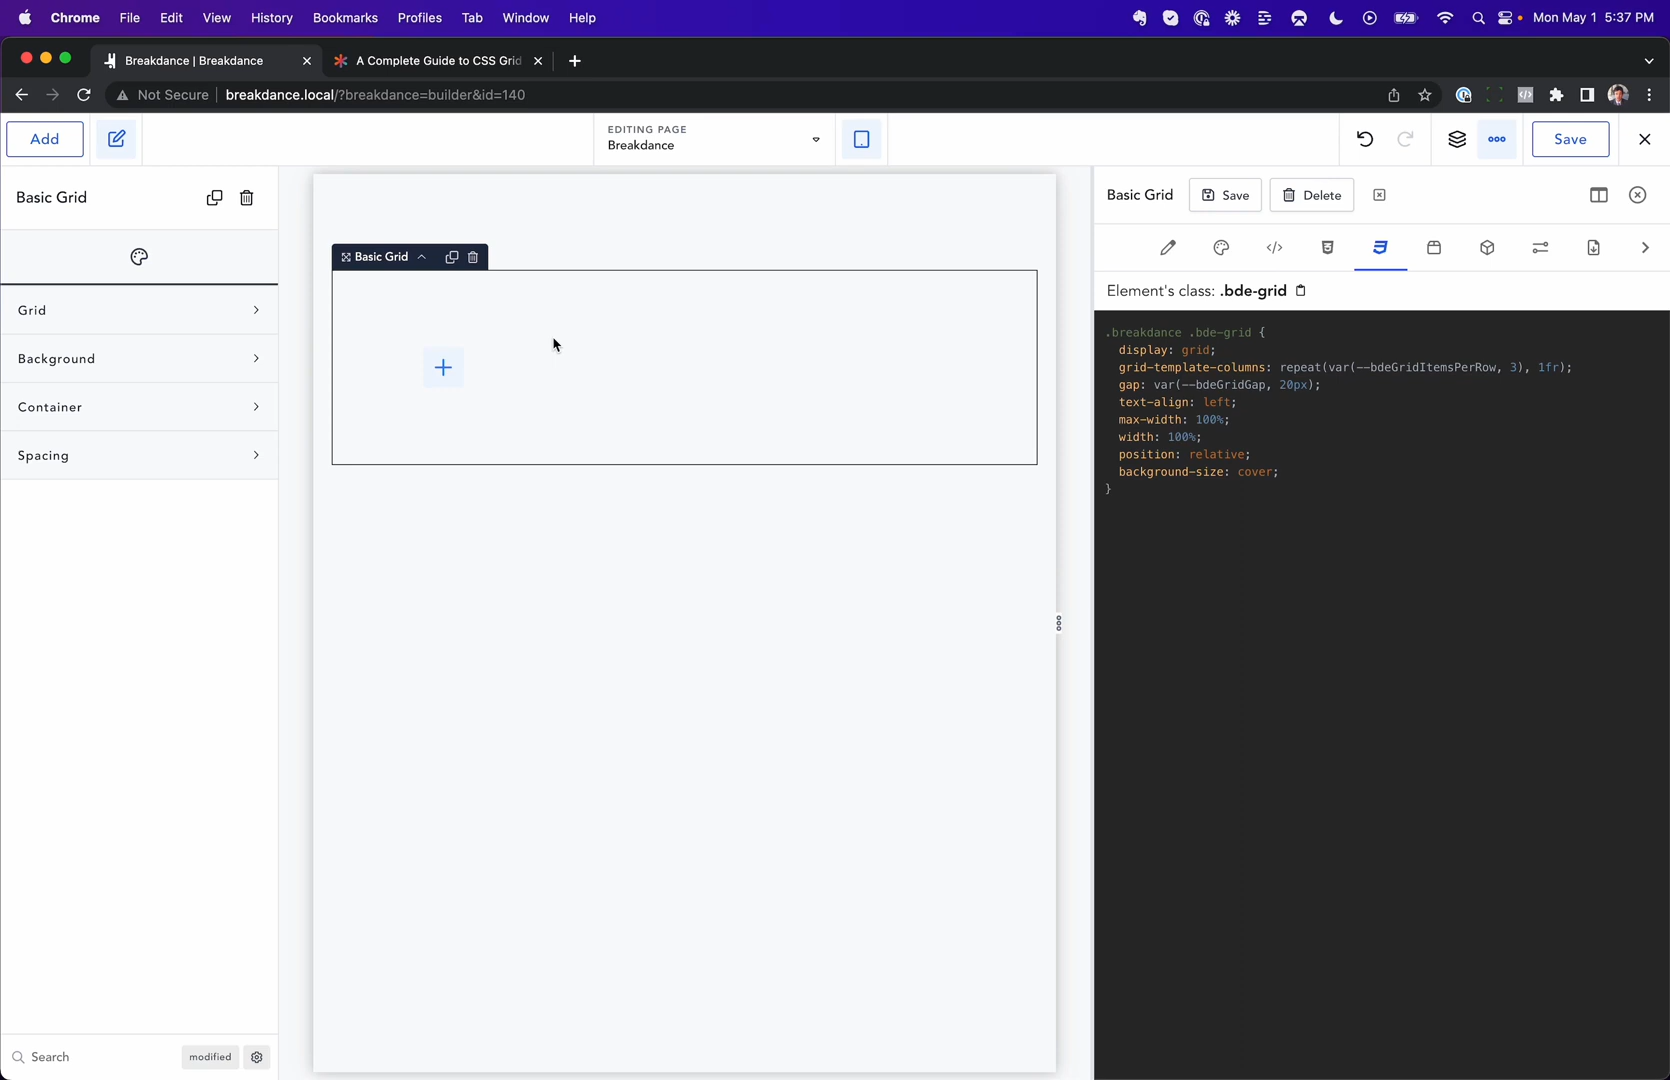 Chrome File Edit View History Bookmarks Profiles Tab Window Help Mon May 1 5:37 PM
Breakdance | Breakdance A Complete Guide to CSS Grid
Not Secure breakdance.local/?breakdance=builder&id=140
Add EDITING PAGE
Breakdance Save
Basic Grid
Basic Grid Save Delete
Basic Grid
Grid
Background
Container
Spacing
Element's class: .bde-grid
.breakdance .bde-grid {
display: grid;
grid-template-columns: repeat(var(--bdeGridItemsPerRow, 3), 1fr);
gap: var(--bdeGridGap, 20px);
text-align: left;
max-width: 100%;
width: 100%;
position: relative;
background-size: cover;
}
Search modified